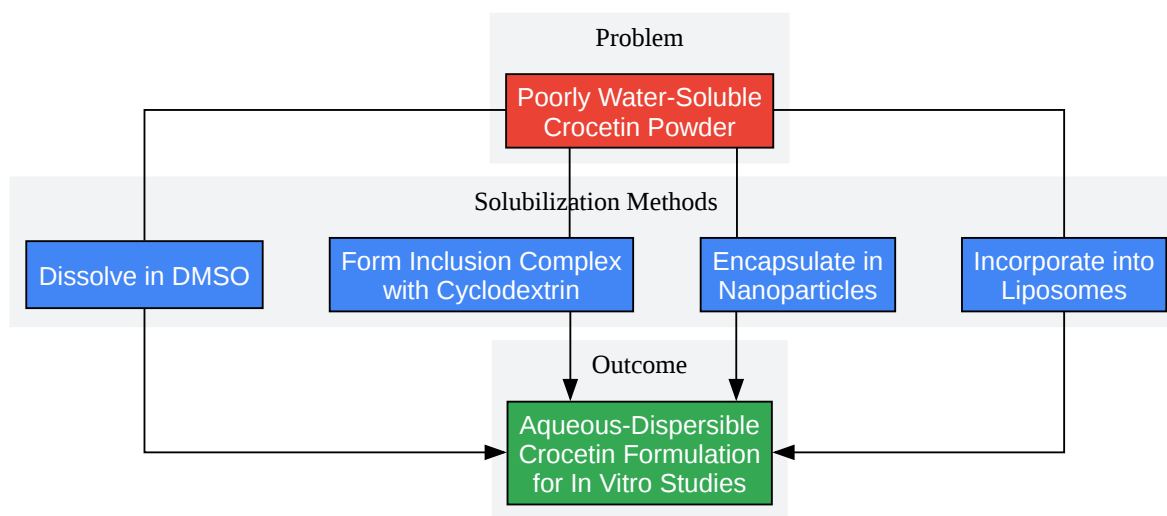 Problem
Poorly Water-Soluble
Crocetin Powder
Solubilization Methods
Dissolve in DMSO
Form Inclusion Complex
with Cyclodextrin
Encapsulate in
Nanoparticles
Incorporate into
Liposomes
Outcome
Aqueous-Dispersible
Crocetin Formulation
for In Vitro Studies